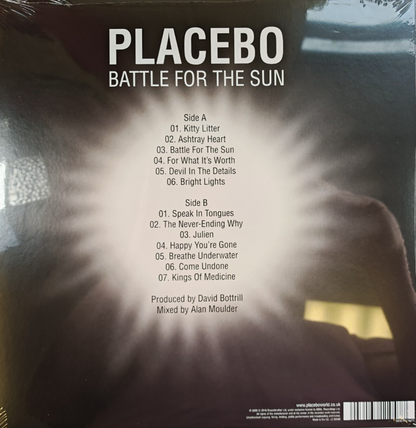 PLACEBO
BATTLE FOR THE SUN
Side A
01. Kitty Litter
02. Ashtray Heart
03. Battle For The Sun
04. For What It's Worth
05. Devil In The Details
06. Bright Lights
Side B
01. Speak In Tongues
02. The Never-Ending Why
03. Julien
04. Happy You're Gone
05. Breathe Underwater
06. Come Undone
07. Kings Of Medicine
Produced by David Bottrill
Mixed by Alan Moulder
www.placeboworld.co.uk